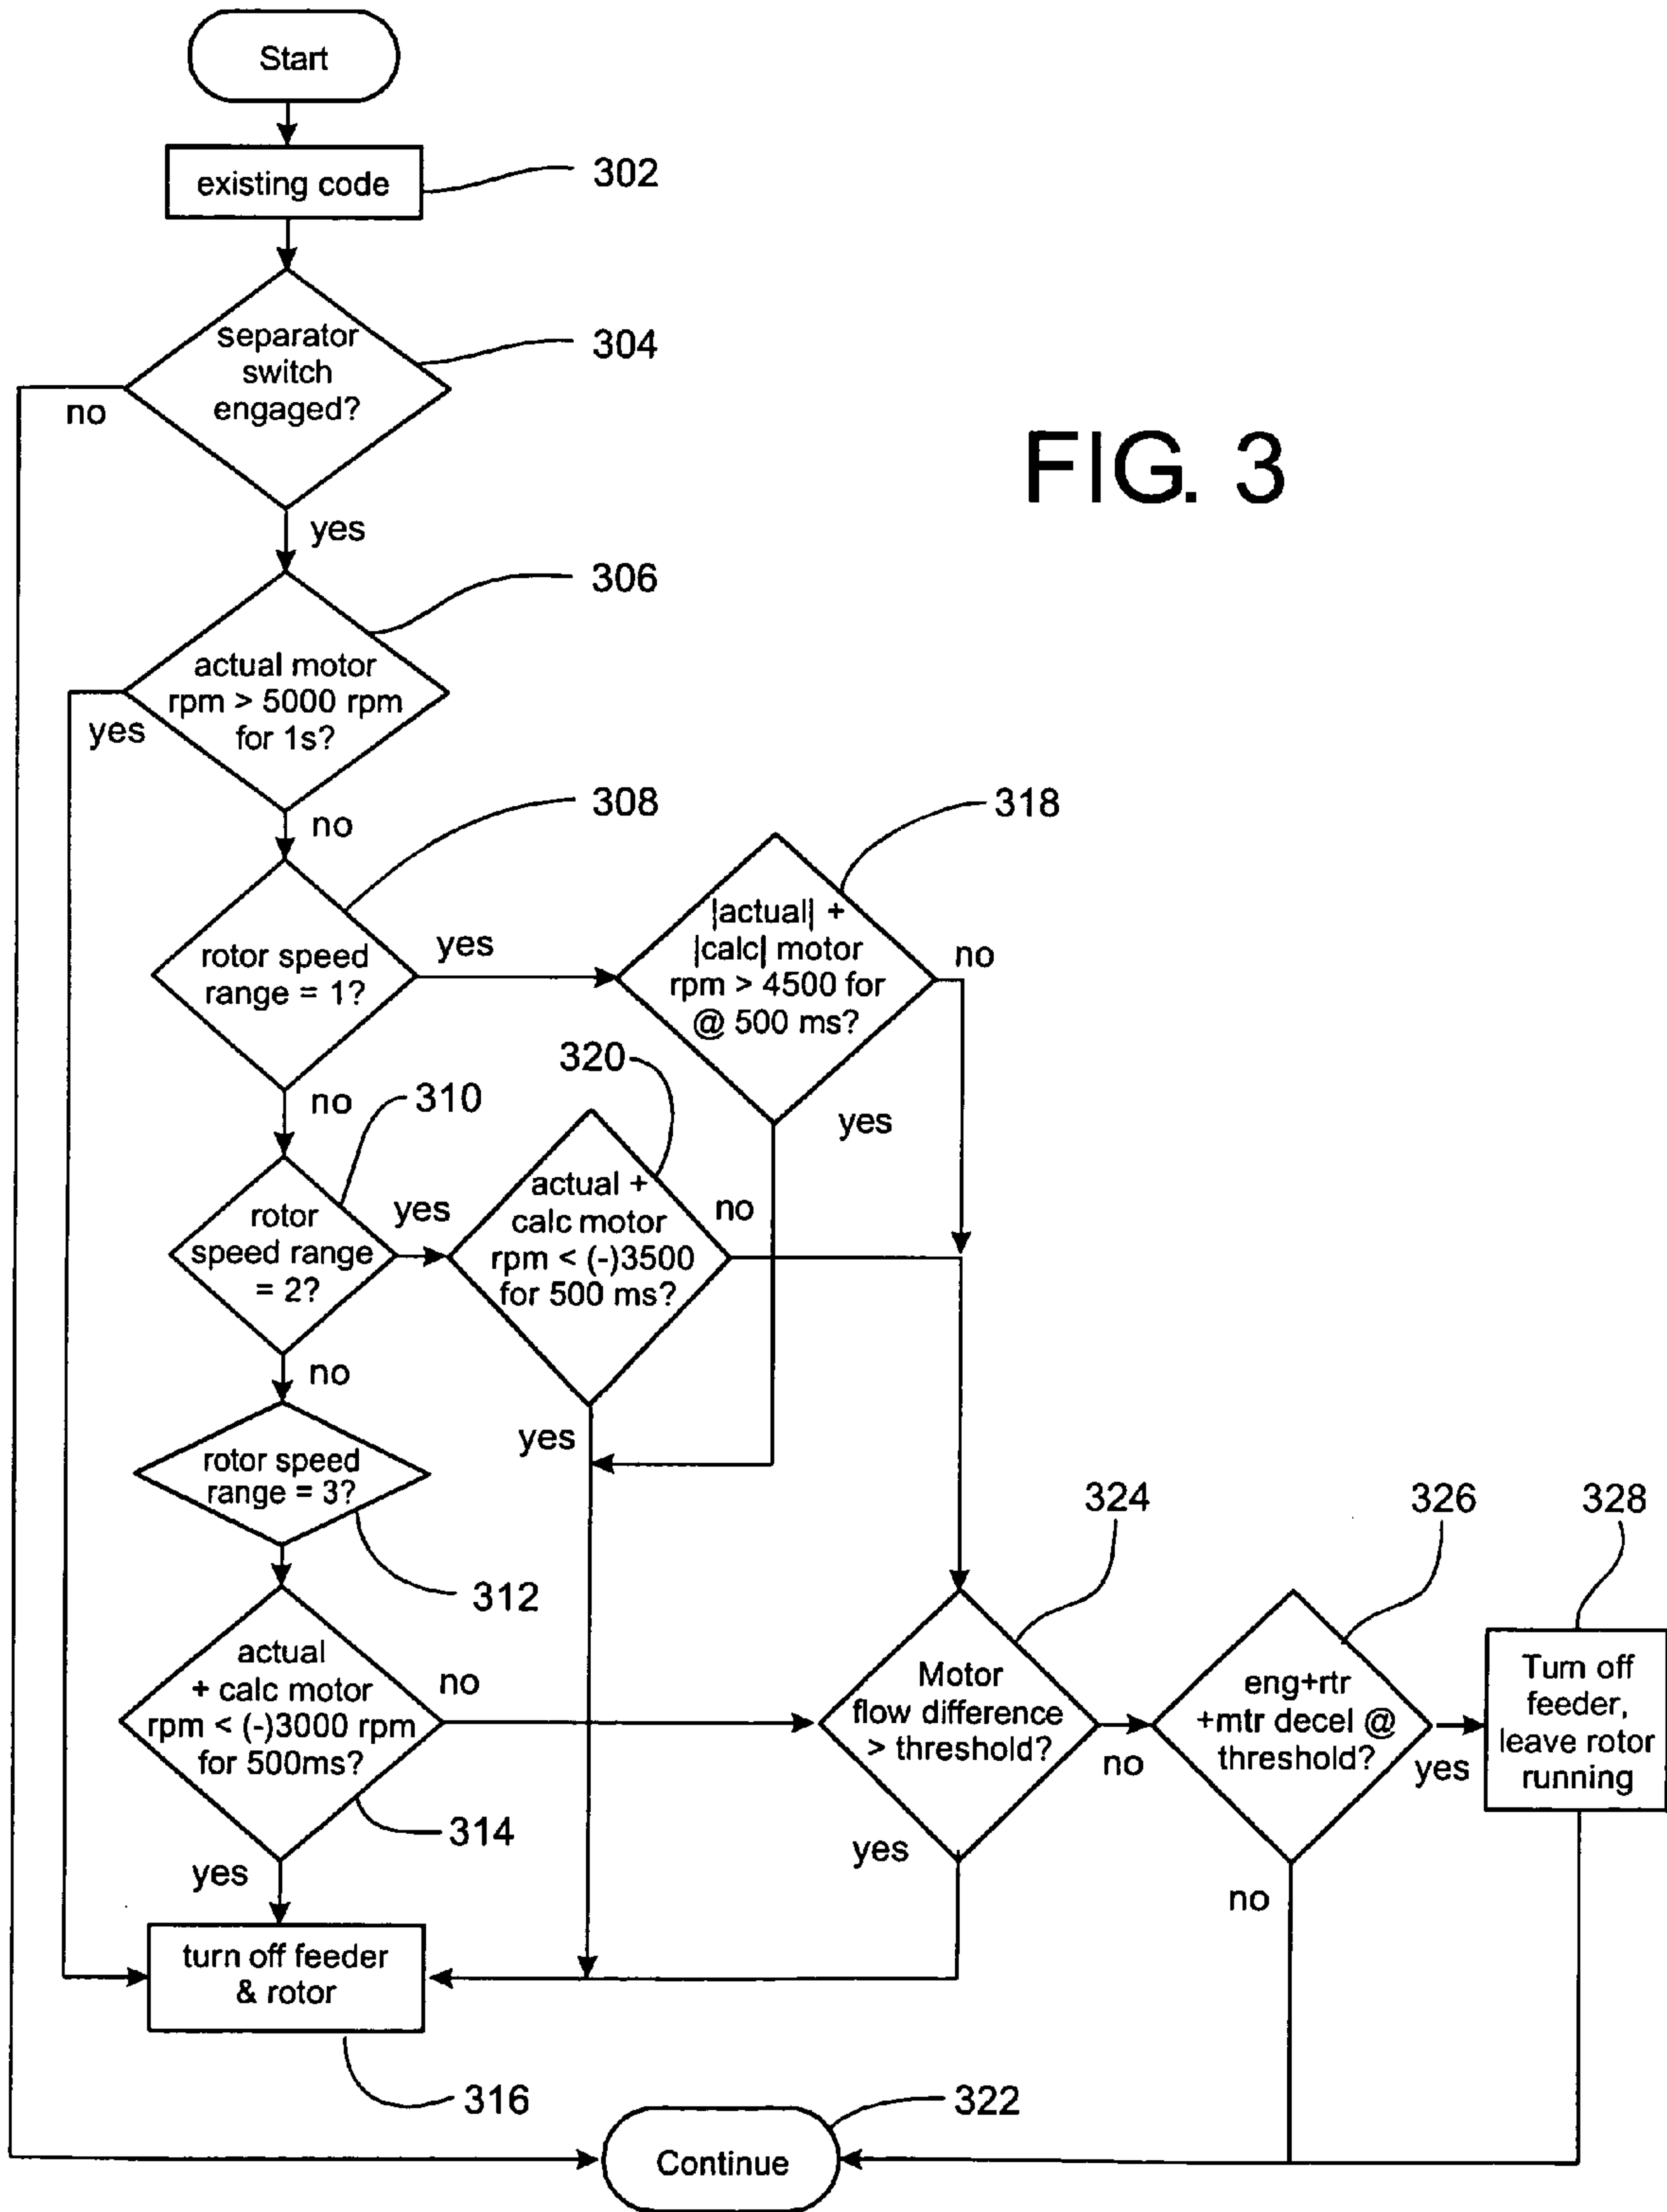 Start
existing code
302
separator
switch
engaged?
304
no
yes
FIG. 3
306
actual motor
rpm > 5000 rpm
for 1s?
yes
no
308
rotor speed
range = 1?
yes
no
318
|actual| +
|calc| motor
rpm > 4500 for
@ 500 ms?
no
yes
310
rotor
speed range
= 2?
yes
no
320
actual +
calc motor
rpm < (-)3500
for 500 ms?
no
yes
rotor speed
range = 3?
312
actual
+ calc motor
rpm < (-)3000 rpm
for 500ms?
no
314
yes
324
Motor
flow difference
> threshold?
no
yes
326
eng+rtr
+mtr decel @
threshold?
yes
no
328
Turn off
feeder,
leave rotor
running
turn off feeder
& rotor
316
322
Continue